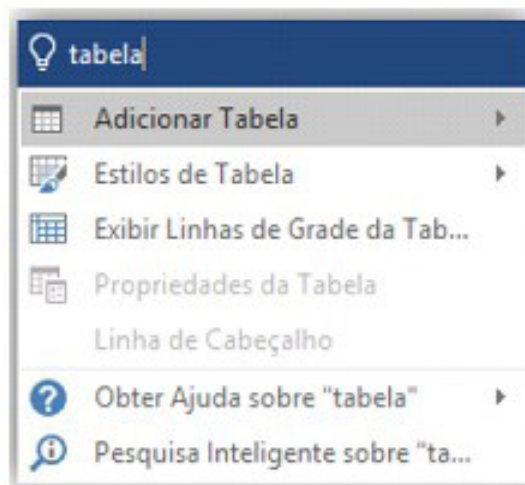 tabela
Adicionar Tabela
Estilos de Tabela
Exibir Linhas de Grade da Tab...
Propriedades da Tabela
Linha de Cabeçalho
Obter Ajuda sobre "tabela"
Pesquisa Inteligente sobre "ta...